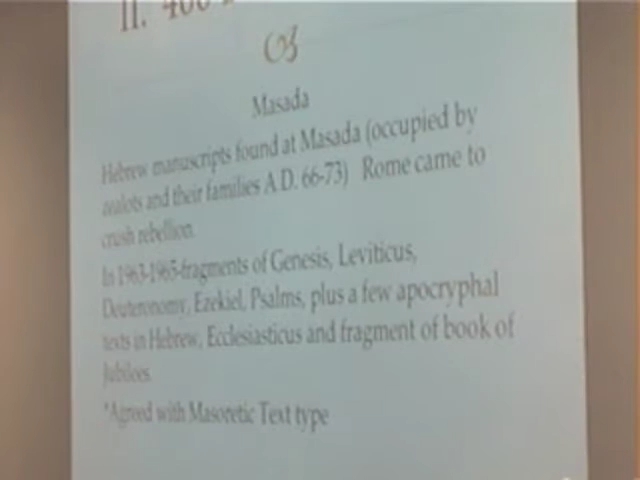 II. 400
Masada
Hebrew manuscripts found at Masada (occupied by
zealots and their families A.D. 66-73) Rome came to
crush rebellion
In 1963-1965-fragments of Genesis, Leviticus,
Deuteronomy, Ezekiel, Psalms, plus a few apocryphal
texts in Hebrew, Ecclesiasticus and fragment of book of
Jubilees.
*Agreed with Masoretic Text type